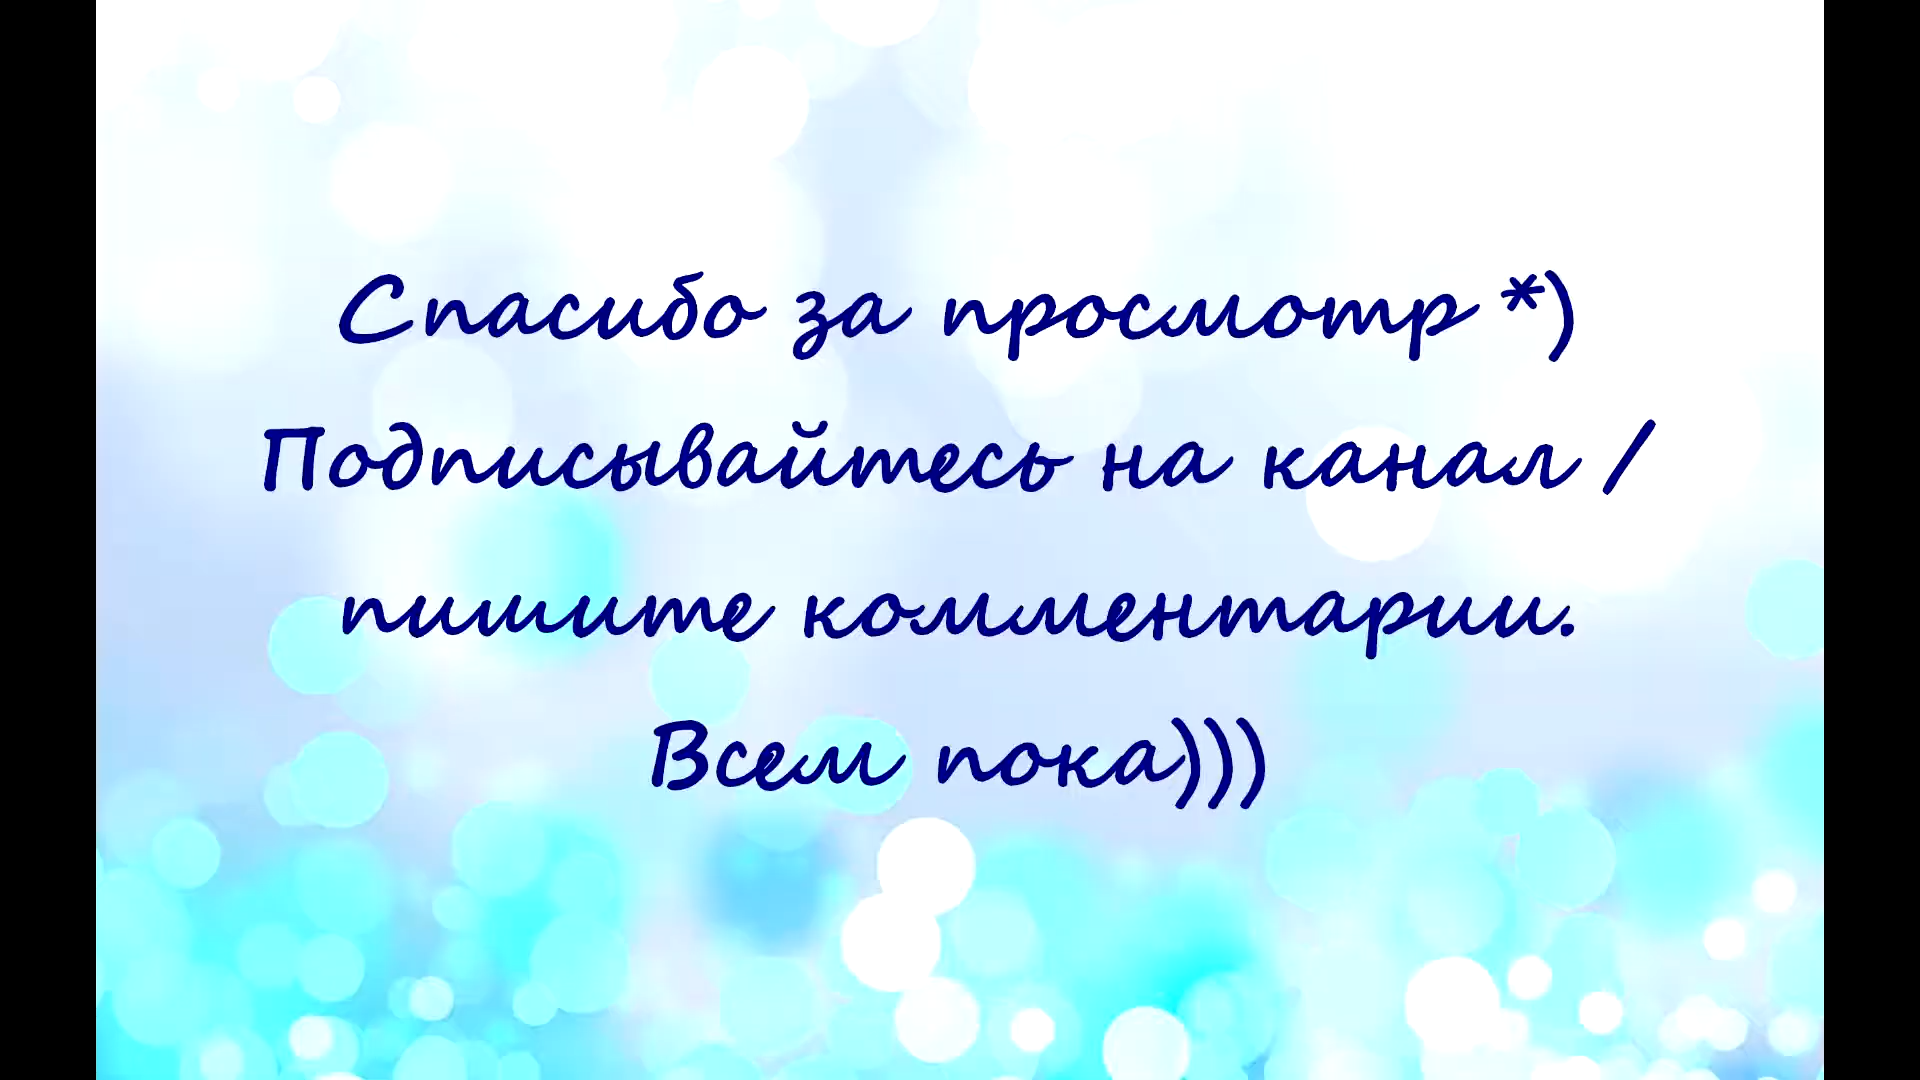 Спасибо за просмотр *)
Подписывайтесь на канал /
пишите комментарии.
Всем пока)))